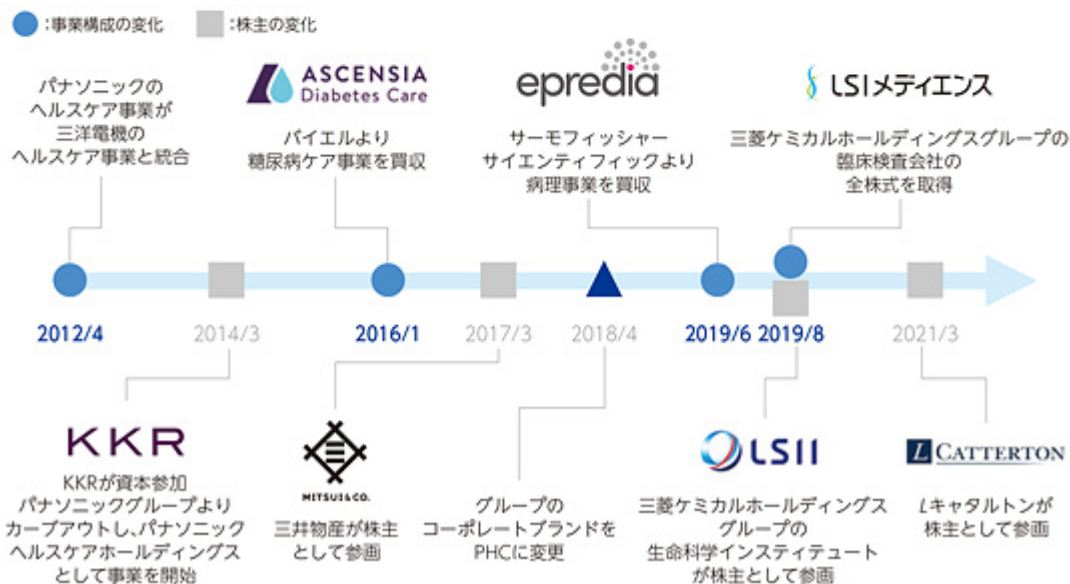 :事業構成の変化
:株主の変化
パナソニックの
ヘルスケア事業が
三洋電機の
ヘルスケア事業と統合
ASCENSIA
Diabetes Care
バイエルより
糖尿病ケア事業を買収
epredia
サーモフィッシャー
サイエンティフィックより
病理事業を買収
LSIメディエンス
三菱ケミカルホールディングスグループの
臨床検査会社の
全株式を取得
2012/4
2014/3
2016/1
2017/3
2018/4
2019/6
2019/8
2021/3
KKR
KKRが資本参加
パナソニックグループより
カーブアウトし、パナソニック
ヘルスケアホールディングス
として事業を開始
MITSUI&CO.
三井物産が株主
として参画
グループの
コーポレートブランドを
PHCに変更
LSII
三菱ケミカルホールディングス
グループの
生命科学インスティテュート
が株主として参画
L CATTERTON
Lキャタルトンが
株主として参画